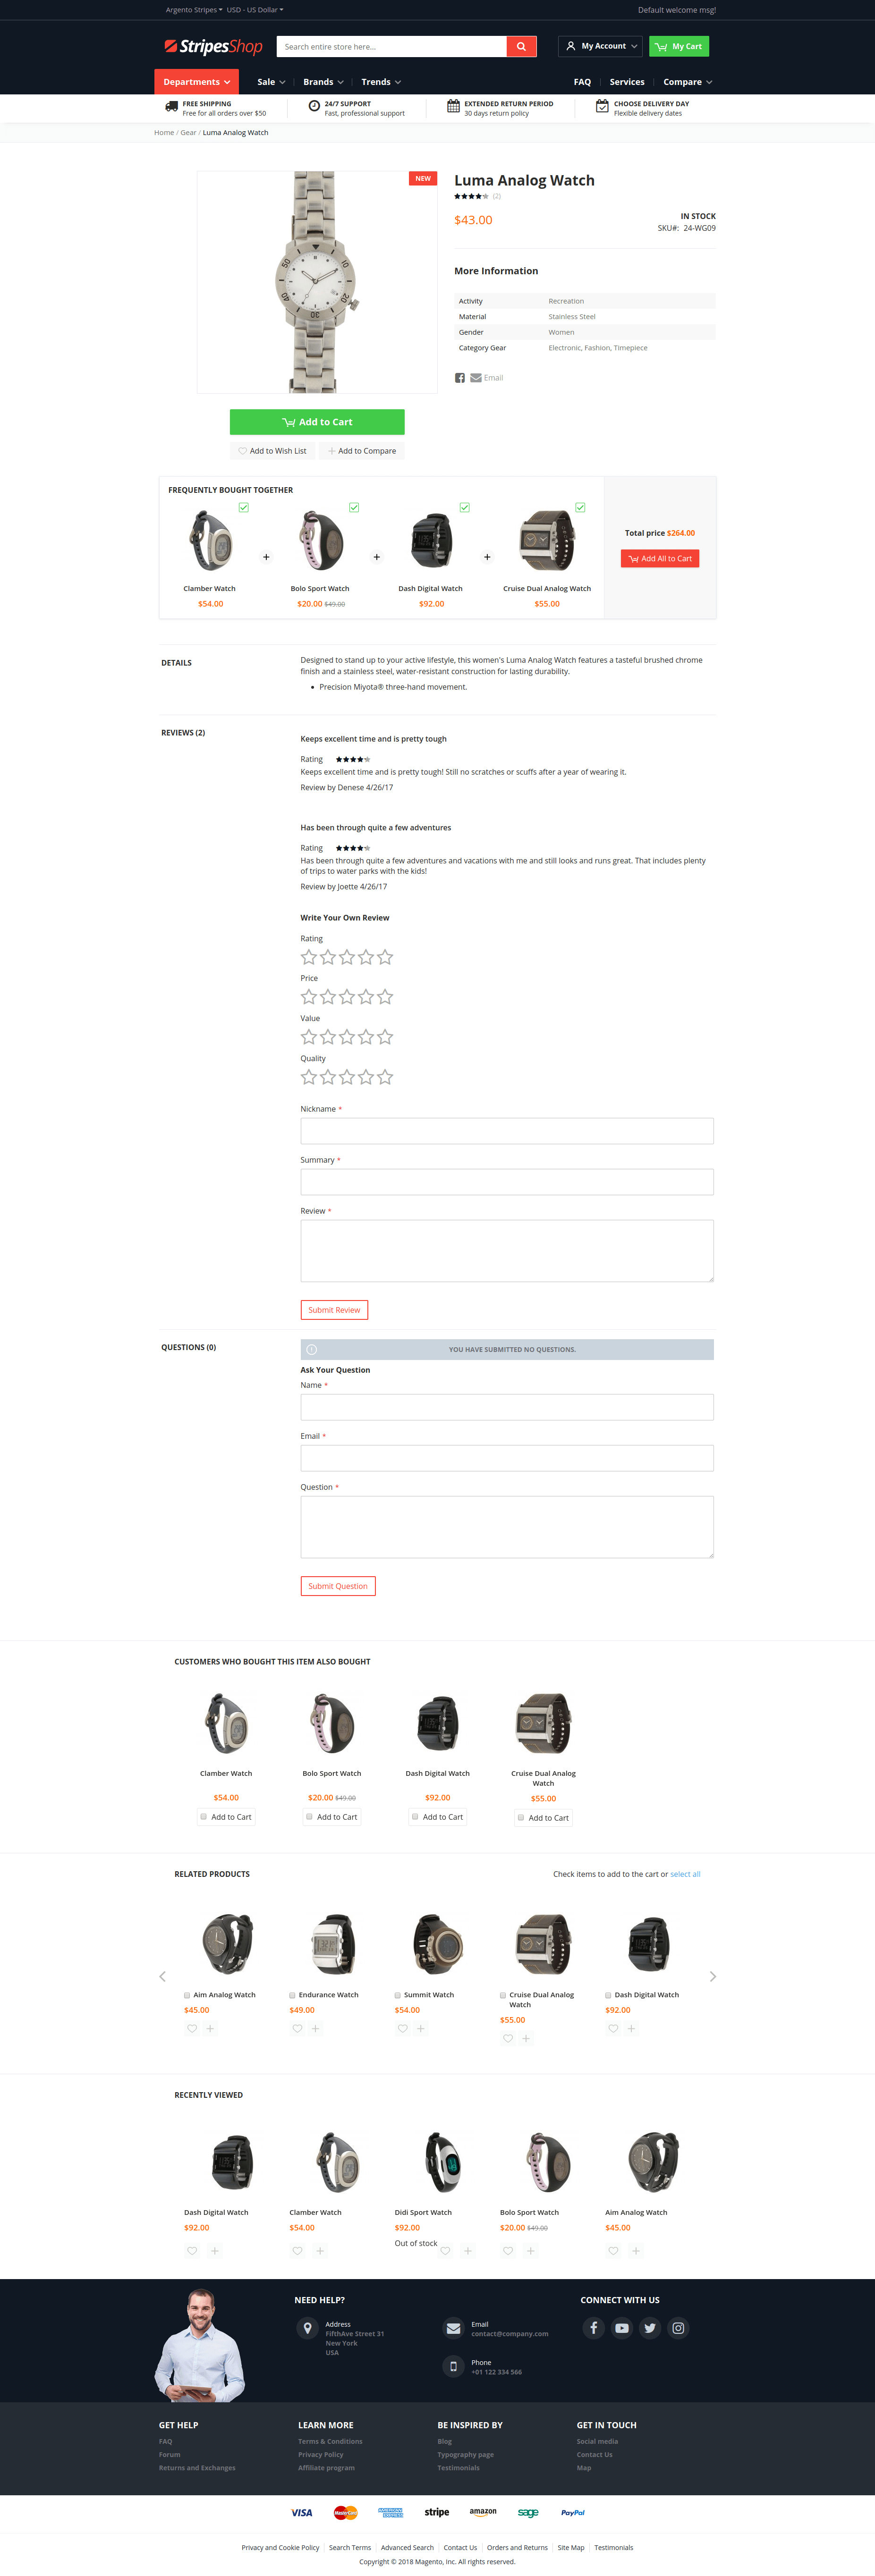 Argento Stripes USD - US Dollar Default welcome msg!
StripesShop Search entire store here... My Account My Cart
Departments Sale Brands Trends FAQ Services Compare
FREE SHIPPING
Free for all orders over $50
24/7 SUPPORT
Fast, professional support
EXTENDED RETURN PERIOD
30 days return policy
CHOOSE DELIVERY DAY
Flexible delivery dates
Home / Gear / Luma Analog Watch
NEW
Luma Analog Watch
(2)
$43.00 IN STOCK
SKU#: 24-WG09
More Information
Activity Recreation
Material Stainless Steel
Gender Women
Category Gear Electronic, Fashion, Timepiece
Email
Add to Cart
Add to Wish List Add to Compare
FREQUENTLY BOUGHT TOGETHER
+ + +
Clamber Watch Bolo Sport Watch Dash Digital Watch Cruise Dual Analog Watch
$54.00 $20.00 $49.00 $92.00 $55.00
Total price $264.00
Add All to Cart
DETAILS
Designed to stand up to your active lifestyle, this women's Luma Analog Watch features a tasteful brushed chrome
finish and a stainless steel, water-resistant construction for lasting durability.
• Precision Miyota® three-hand movement.
REVIEWS (2)
Keeps excellent time and is pretty tough
Rating
Keeps excellent time and is pretty tough! Still no scratches or scuffs after a year of wearing it.
Review by Denese 4/26/17
Has been through quite a few adventures
Rating
Has been through quite a few adventures and vacations with me and still looks and runs great. That includes plenty
of trips to water parks with the kids!
Review by Joette 4/26/17
Write Your Own Review
Rating
Price
Value
Quality
Nickname *
Summary *
Review *
Submit Review
QUESTIONS (0)
YOU HAVE SUBMITTED NO QUESTIONS.
Ask Your Question
Name *
Email *
Question *
Submit Question
CUSTOMERS WHO BOUGHT THIS ITEM ALSO BOUGHT
Clamber Watch Bolo Sport Watch Dash Digital Watch Cruise Dual Analog
Watch
$54.00 $20.00 $49.00 $92.00 $55.00
Add to Cart Add to Cart Add to Cart Add to Cart
RELATED PRODUCTS Check items to add to the cart or select all
Aim Analog Watch Endurance Watch Summit Watch Cruise Dual Analog
Watch Dash Digital Watch
$45.00 $49.00 $54.00 $55.00 $92.00
RECENTLY VIEWED
Dash Digital Watch Clamber Watch Didi Sport Watch Bolo Sport Watch Aim Analog Watch
$92.00 $54.00 $92.00 $20.00 $49.00 $45.00
Out of stock
NEED HELP? CONNECT WITH US
Address
FifthAve Street 31
New York
USA
Email
contact@company.com
Phone
+01 122 334 566
GET HELP
FAQ
Forum
Returns and Exchanges
LEARN MORE
Terms & Conditions
Privacy Policy
Affiliate program
BE INSPIRED BY
Blog
Typography page
Testimonials
GET IN TOUCH
Social media
Contact Us
Map
VISA MasterCard AMERICAN EXPRESS stripe amazon sage PayPal
Privacy and Cookie Policy Search Terms Advanced Search Contact Us Orders and Returns Site Map Testimonials
Copyright © 2018 Magento, Inc. All rights reserved.